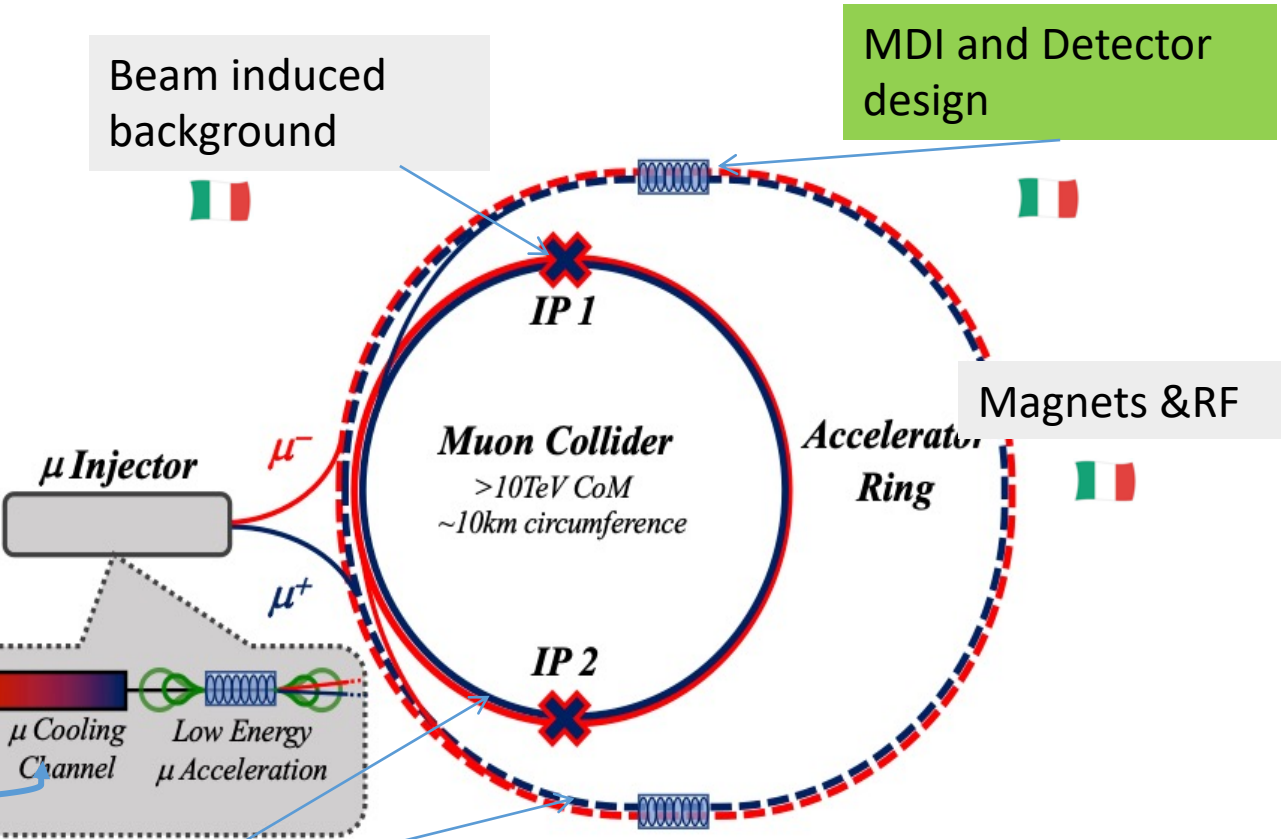 Beam induced
background
MDI and Detector
design
IP 1
Magnets &RF
Muon Collider
>10TeV CoM
~10km circumference
Accelerator
Ring
μ Injector
μ−
μ+
IP 2
μ Cooling
Channel
Low Energy
μ Acceleration